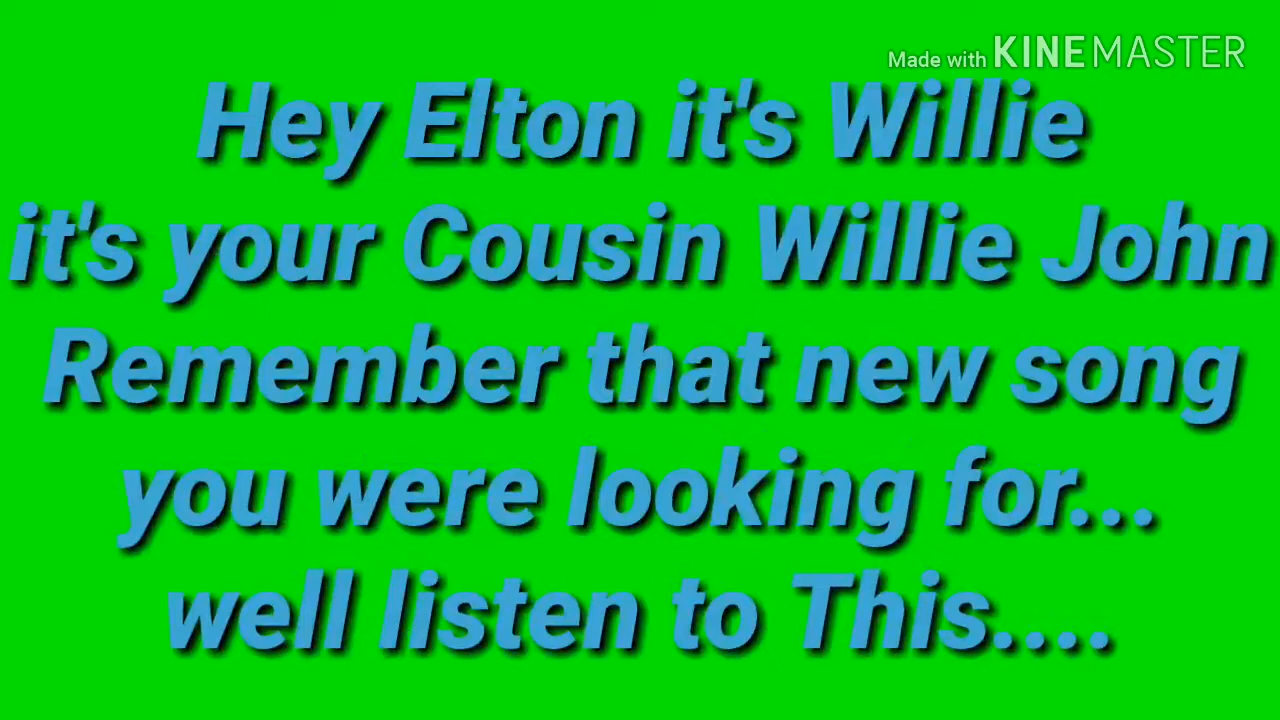 Made with KINEMASTER
Hey Elton it's Willie
it's your Cousin Willie John
Remember that new song
you were looking for...
well listen to This....